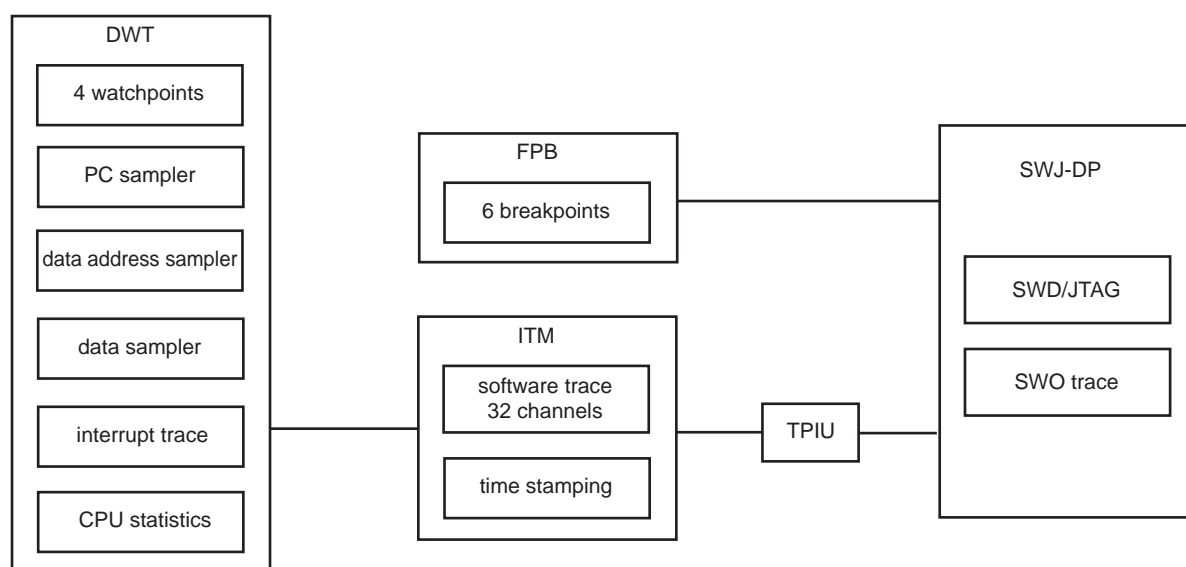 DWT
4 watchpoints
PC sampler
data address sampler
data sampler
interrupt trace
CPU statistics
FPB
6 breakpoints
ITM
software trace
32 channels
time stamping
TPIU
SWJ-DP
SWD/JTAG
SWO trace